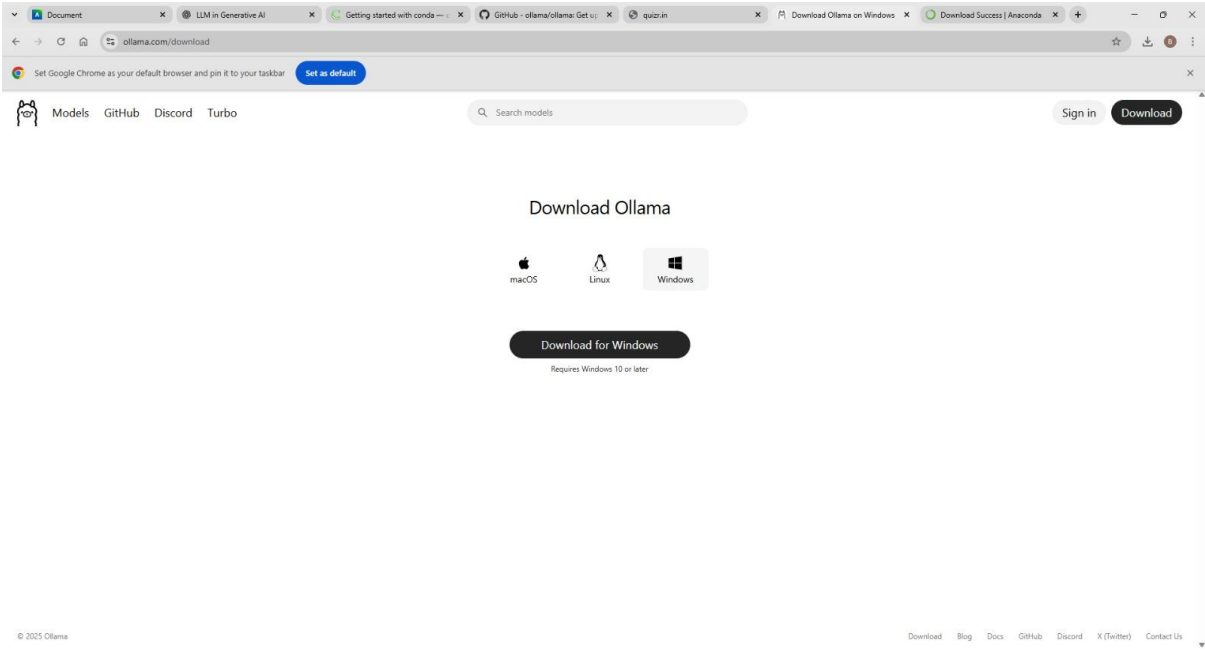 Document LLM in Generative AI Getting started with conda — c GitHub - ollama/ollama: Get up quizr.in Download Ollama on Windows Download Success | Anaconda
ollama.com/download B
Set Google Chrome as your default browser and pin it to your taskbar Set as default
Models GitHub Discord Turbo Search models Sign in Download
Download Ollama
macOS Linux Windows
Download for Windows
Requires Windows 10 or later
© 2025 Ollama Download Blog Docs GitHub Discord X (Twitter) Contact Us